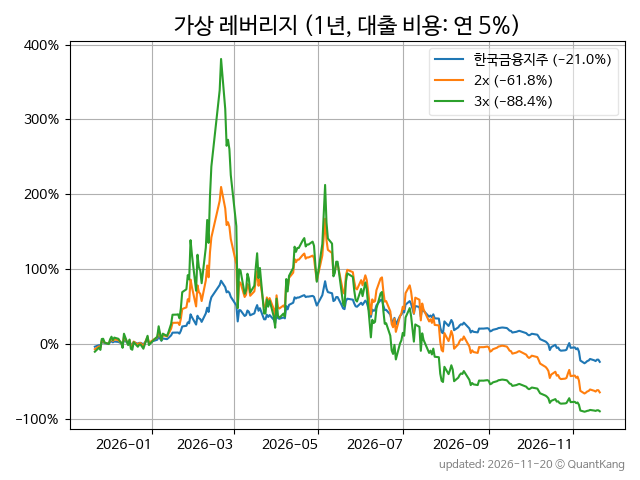 가상 레버리지 (1년, 대출 비용: 연 5%)
한국금융지주 (-21.0%)
2x (-61.8%)
3x (-88.4%)
400%
300%
200%
100%
0%
−100%
2026-01 2026-03 2026-05 2026-07 2026-09 2026-11
updated: 2026-11-20 © QuantKang